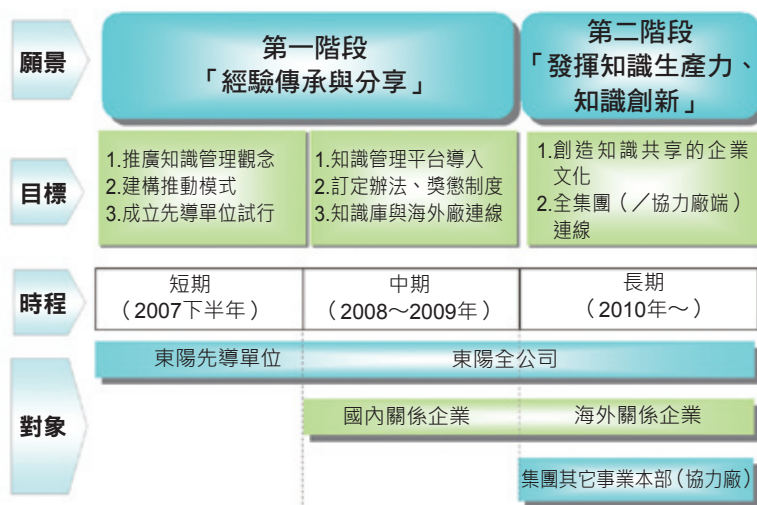 願景
第一階段
「經驗傳承與分享」
第二階段
「發揮知識生產力、
知識創新」
目標
1.推廣知識管理觀念
2.建構推動模式
3.成立先導單位試行
1.知識管理平台導入
2.訂定辦法、獎懲制度
3.知識庫與海外廠連線
1.創造知識共享的企業
文化
2.全集團（／協力廠端）
連線
時程
短期
（2007下半年）
中期
（2008～2009年）
長期
（2010年～）
對象
東陽先導單位
東陽全公司
國內關係企業
海外關係企業
集團其它事業本部(協力廠)